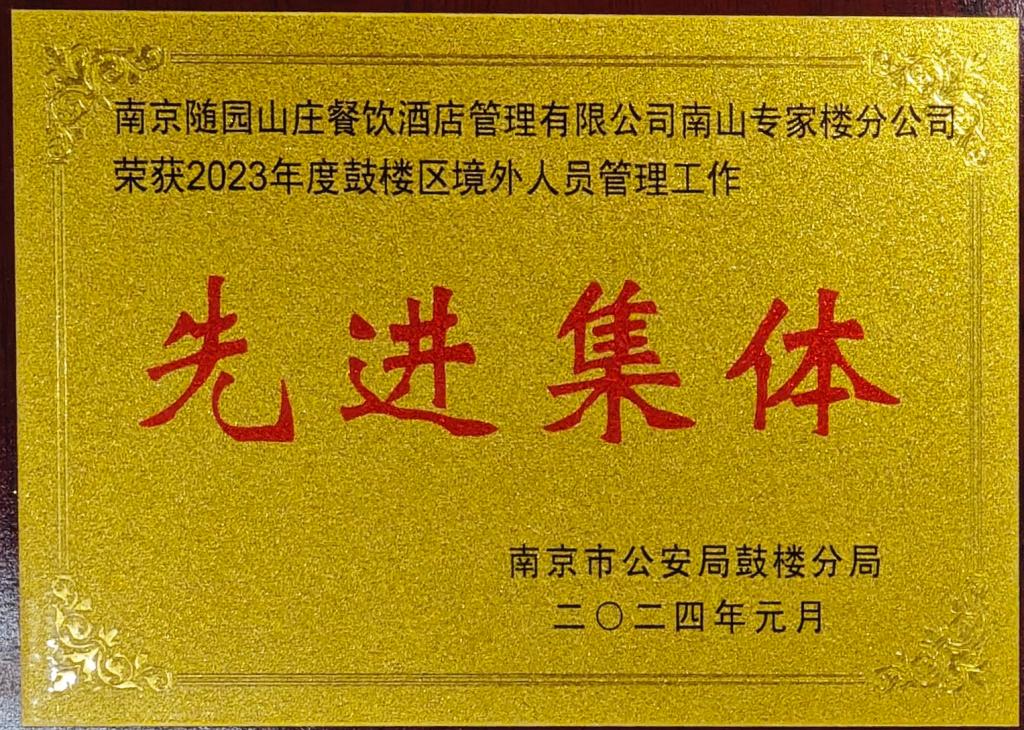 南京随园山庄餐饮酒店管理有限公司南山专家楼分公司
荣获2023年度鼓楼区境外人员管理工作
先进集体
南京市公安局鼓楼分局
二〇二四年元月